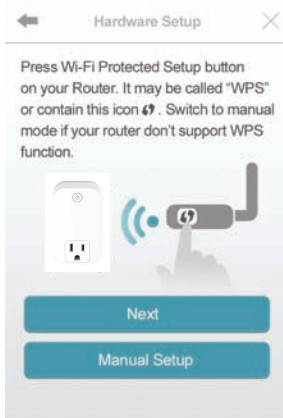 Hardware Setup
Press Wi-Fi Protected Setup button
on your Router. It may be called “WPS”
or contain this icon . Switch to manual
mode if your router don’t support WPS
function.
Next
Manual Setup